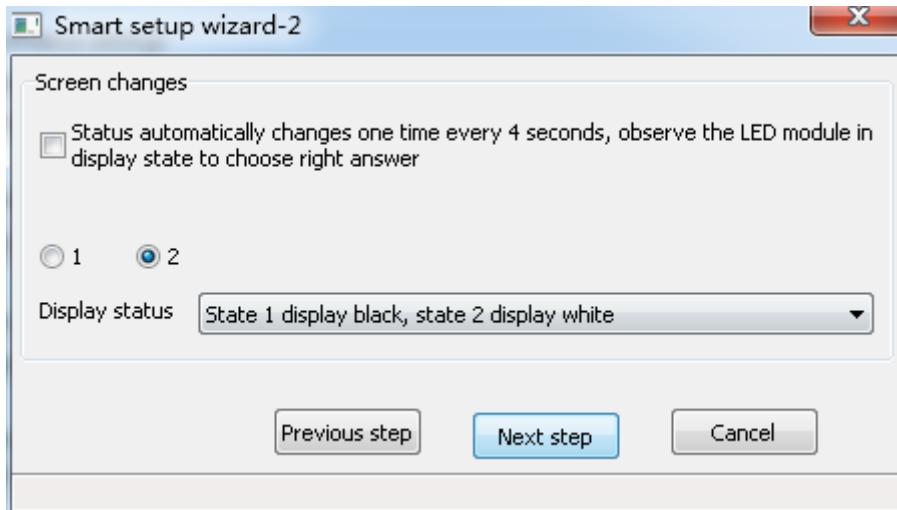 Smart setup wizard-2
Screen changes
Status automatically changes one time every 4 seconds, observe the LED module in
display state to choose right answer
1 2
Display status State 1 display black, state 2 display white
Previous step Next step Cancel